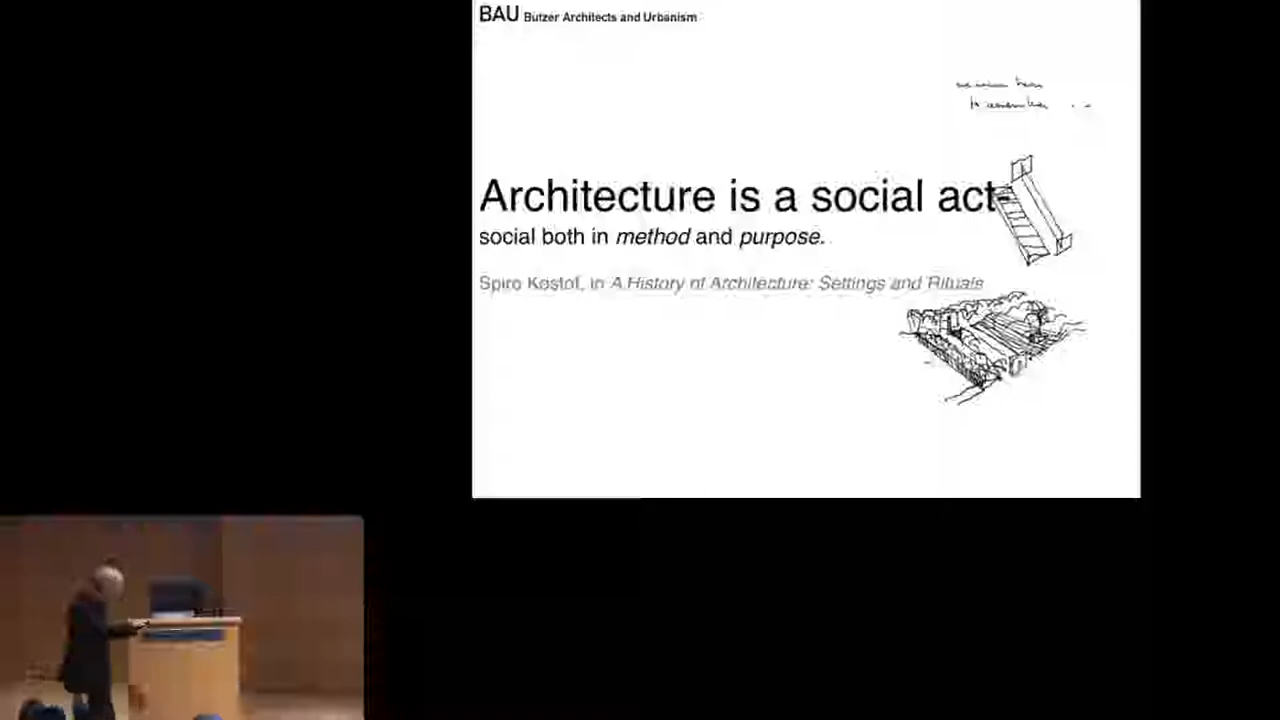 BAU Butzer Architects and Urbanism
Architecture is a social act-
social both in method and purpose.
Spiro Kostof, in A History of Architecture: Settings and Rituals